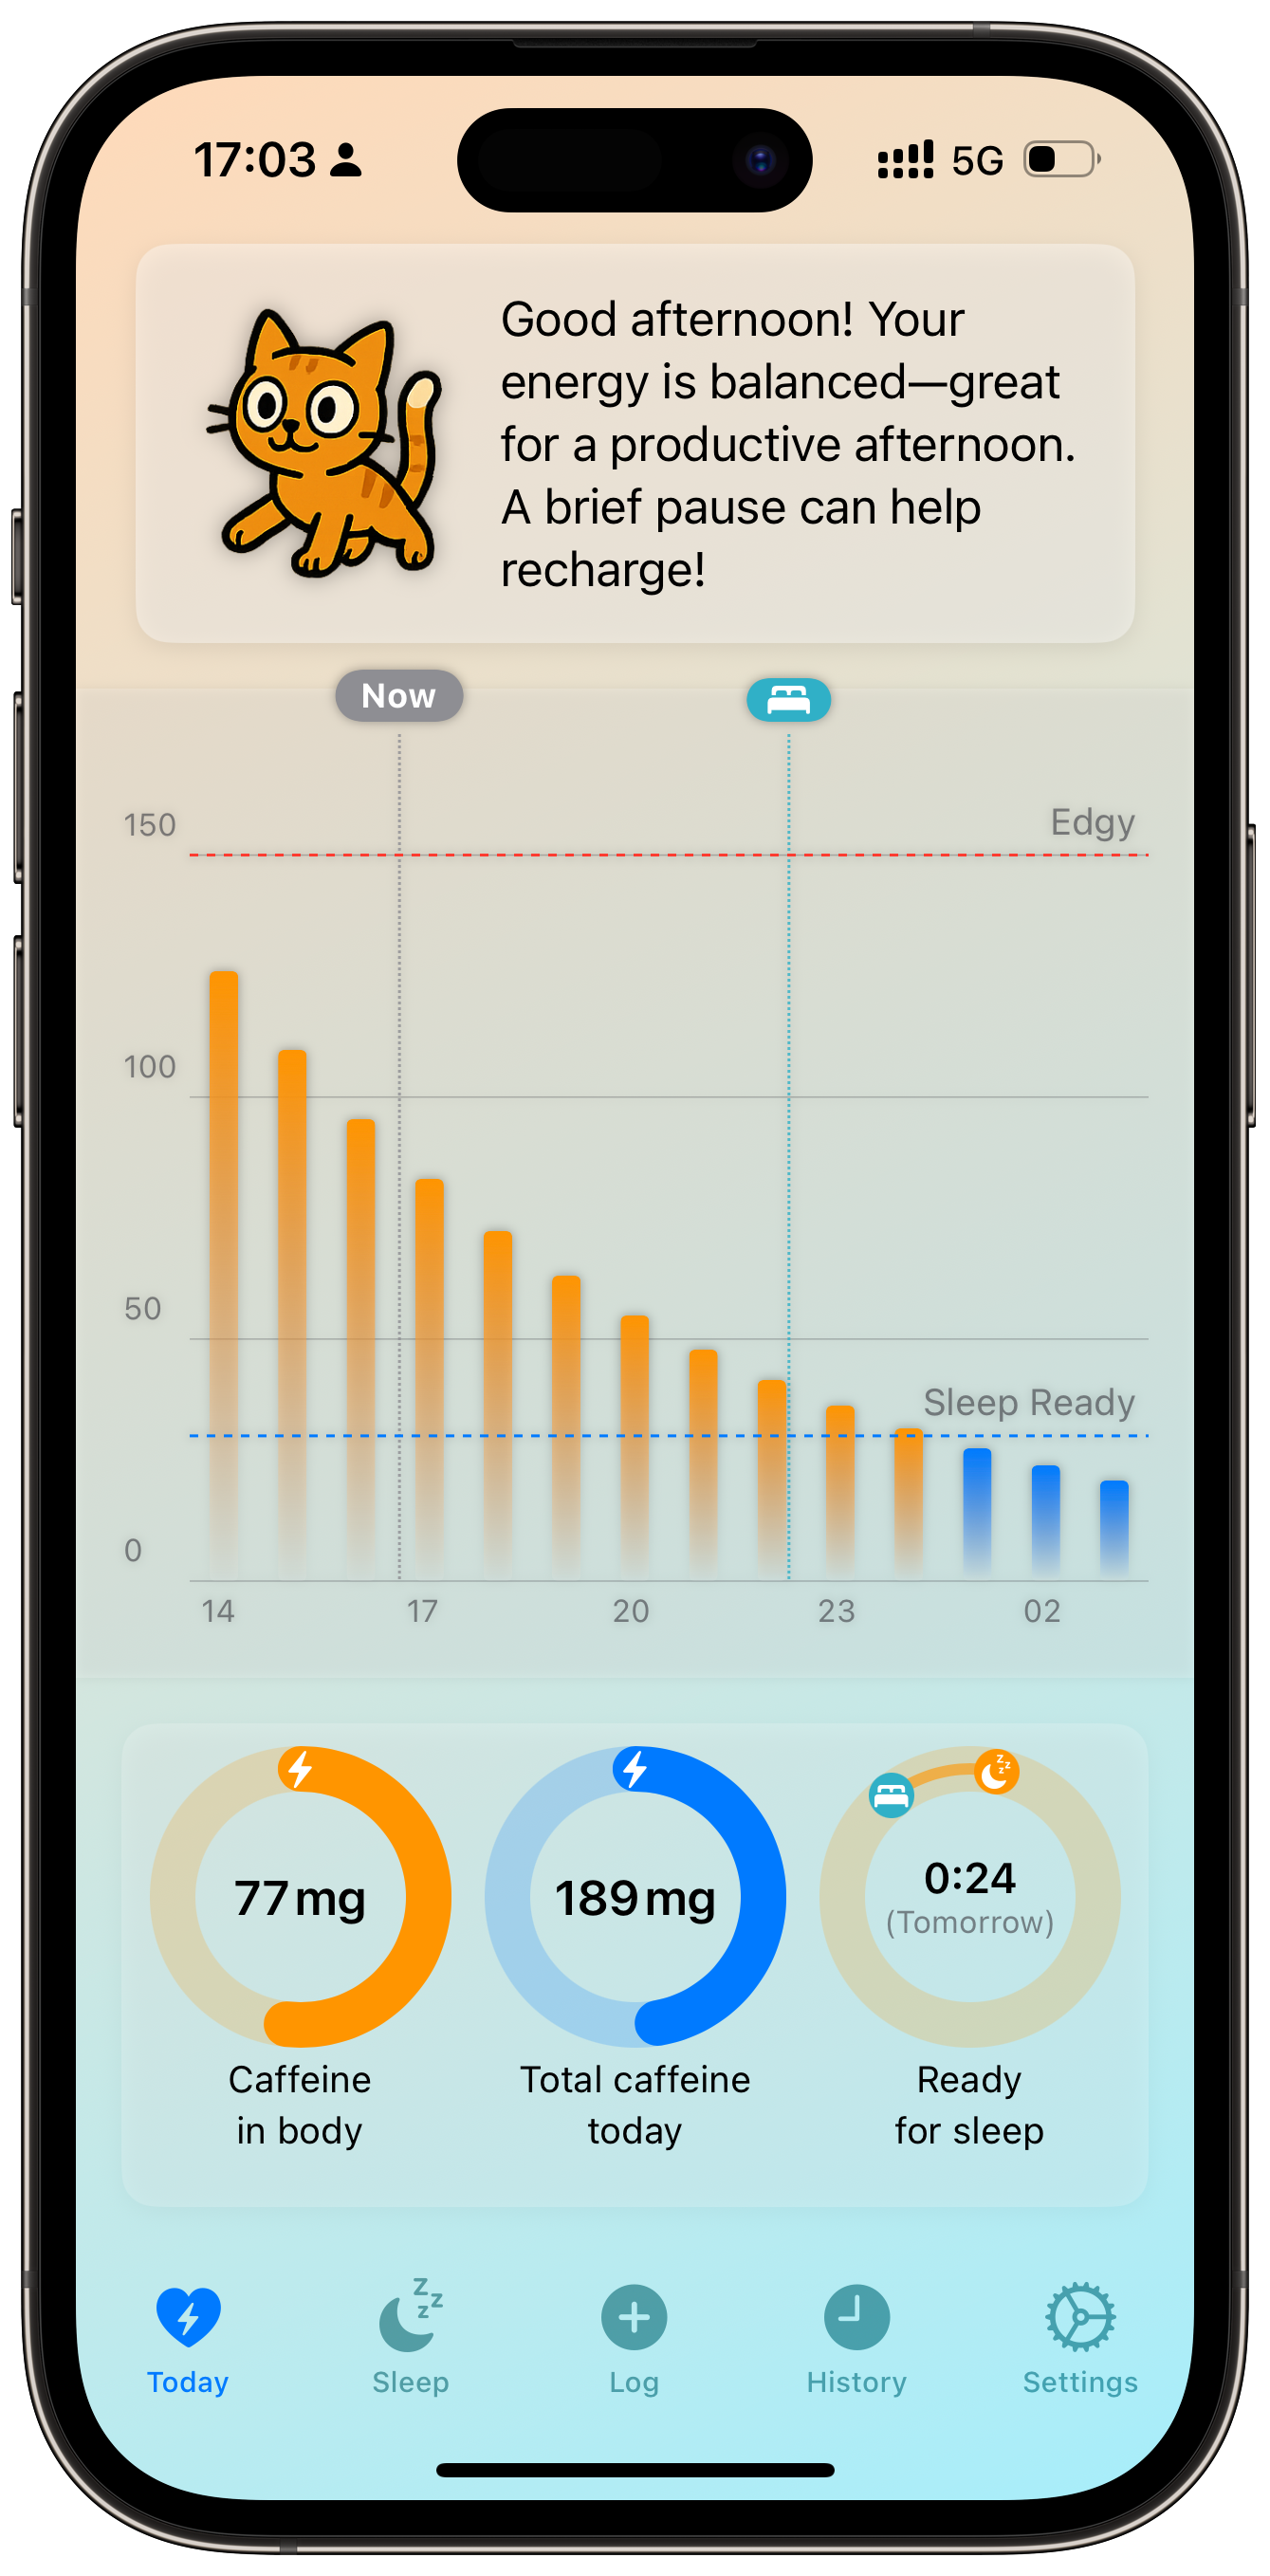 17:03
5G
Good afternoon! Your
energy is balanced—great
for a productive afternoon.
A brief pause can help
recharge!
Now
150
Edgy
100
50
Sleep Ready
0
14 17 20 23 02
77 mg
189 mg
0:24
(Tomorrow)
Caffeine
in body
Total caffeine
today
Ready
for sleep
Today
Sleep
Log
History
Settings